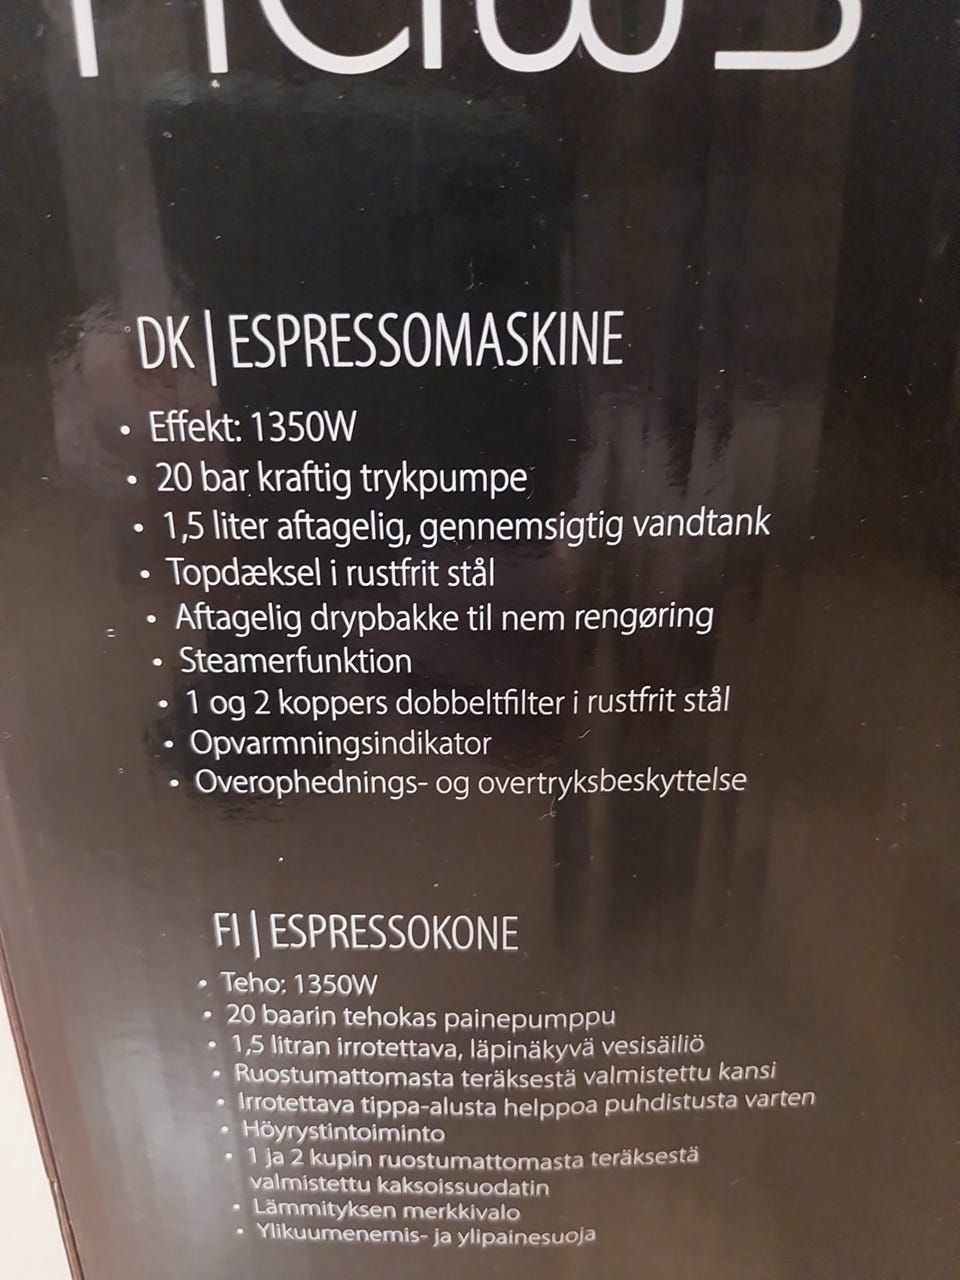 DK | ESPRESSOMASKINE
• Effekt: 1350W
• 20 bar kraftig trykpumpe
• 1,5 liter aftagelig, gennemsigtig vandtank
• Topdæksel i rustfrit stål
• Aftagelig drypbakke til nem rengøring
• Steamerfunktion
• 1 og 2 koppers dobbeltfilter i rustfrit stål
• Opvarmningsindikator
• Overophednings- og overtryksbeskyttelse
FI | ESPRESSOKONE
• Teho: 1350W
• 20 baarin tehokas painepumppu
• 1,5 litran irrotettava, läpinäkyvä vesisäiliö
• Ruostumattomasta teräksestä valmistettu kansi
• Irrotettava tippa-alusta helppoa puhdistusta varten
• Höyrystintoiminto
• 1 ja 2 kupin ruostumattomasta teräksestä
valmistettu kaksoissuodatin
• Lämmityksen merkkivalo
• Ylikuumenemis- ja ylipainesuoja